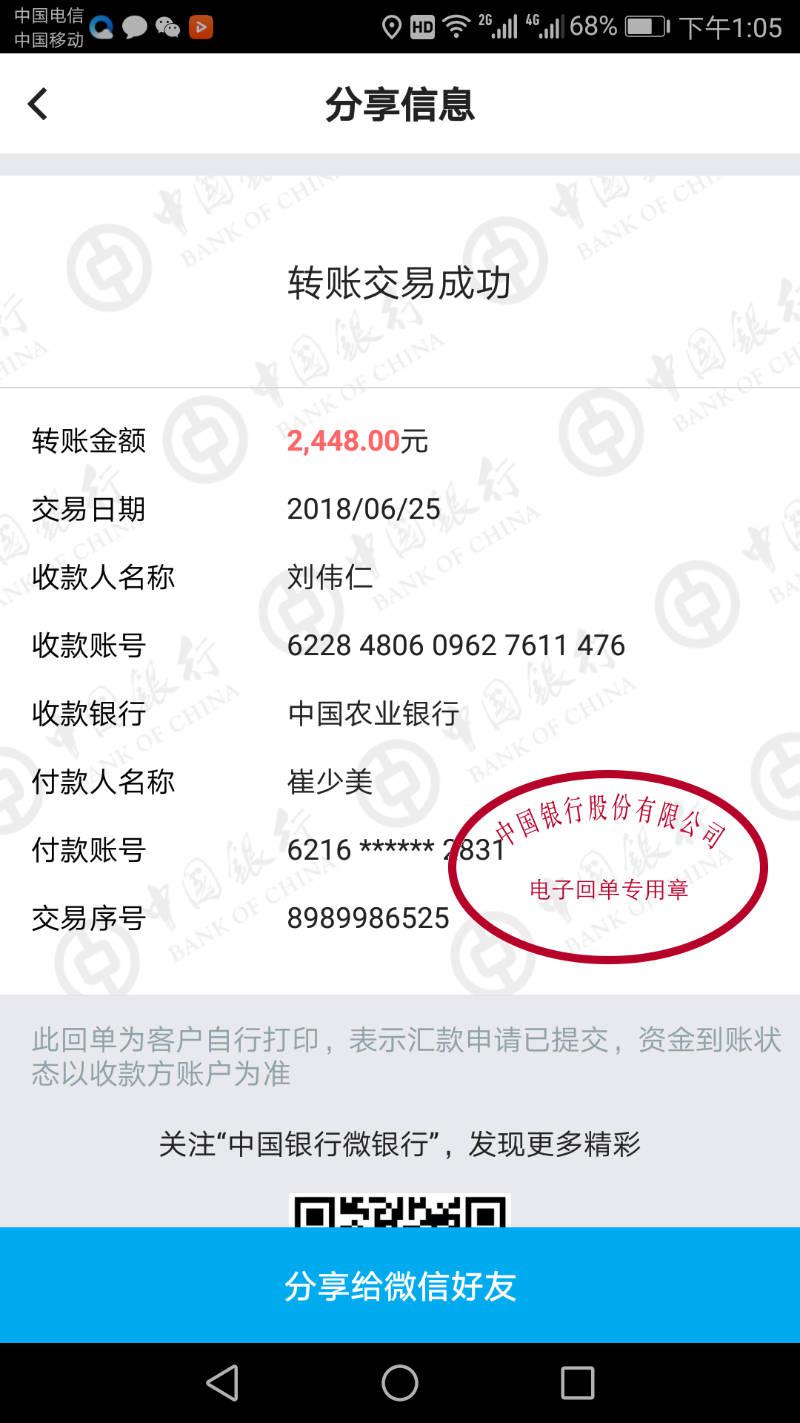 中国电信
中国移动
HD 2G 4G 68% 下午1:05
分享信息
转账交易成功
转账金额 2,448.00元
交易日期 2018/06/25
收款人名称 刘伟仁
收款账号 6228 4806 0962 7611 476
收款银行 中国农业银行
付款人名称 崔少美
付款账号 6216 ****** 2831
交易序号 8989986525
中国银行股份有限公司
电子回单专用章
此回单为客户自行打印，表示汇款申请已提交，资金到账状
态以收款方账户为准
关注“中国银行微银行”，发现更多精彩
分享给微信好友
中国银行
BANK OF CHINA